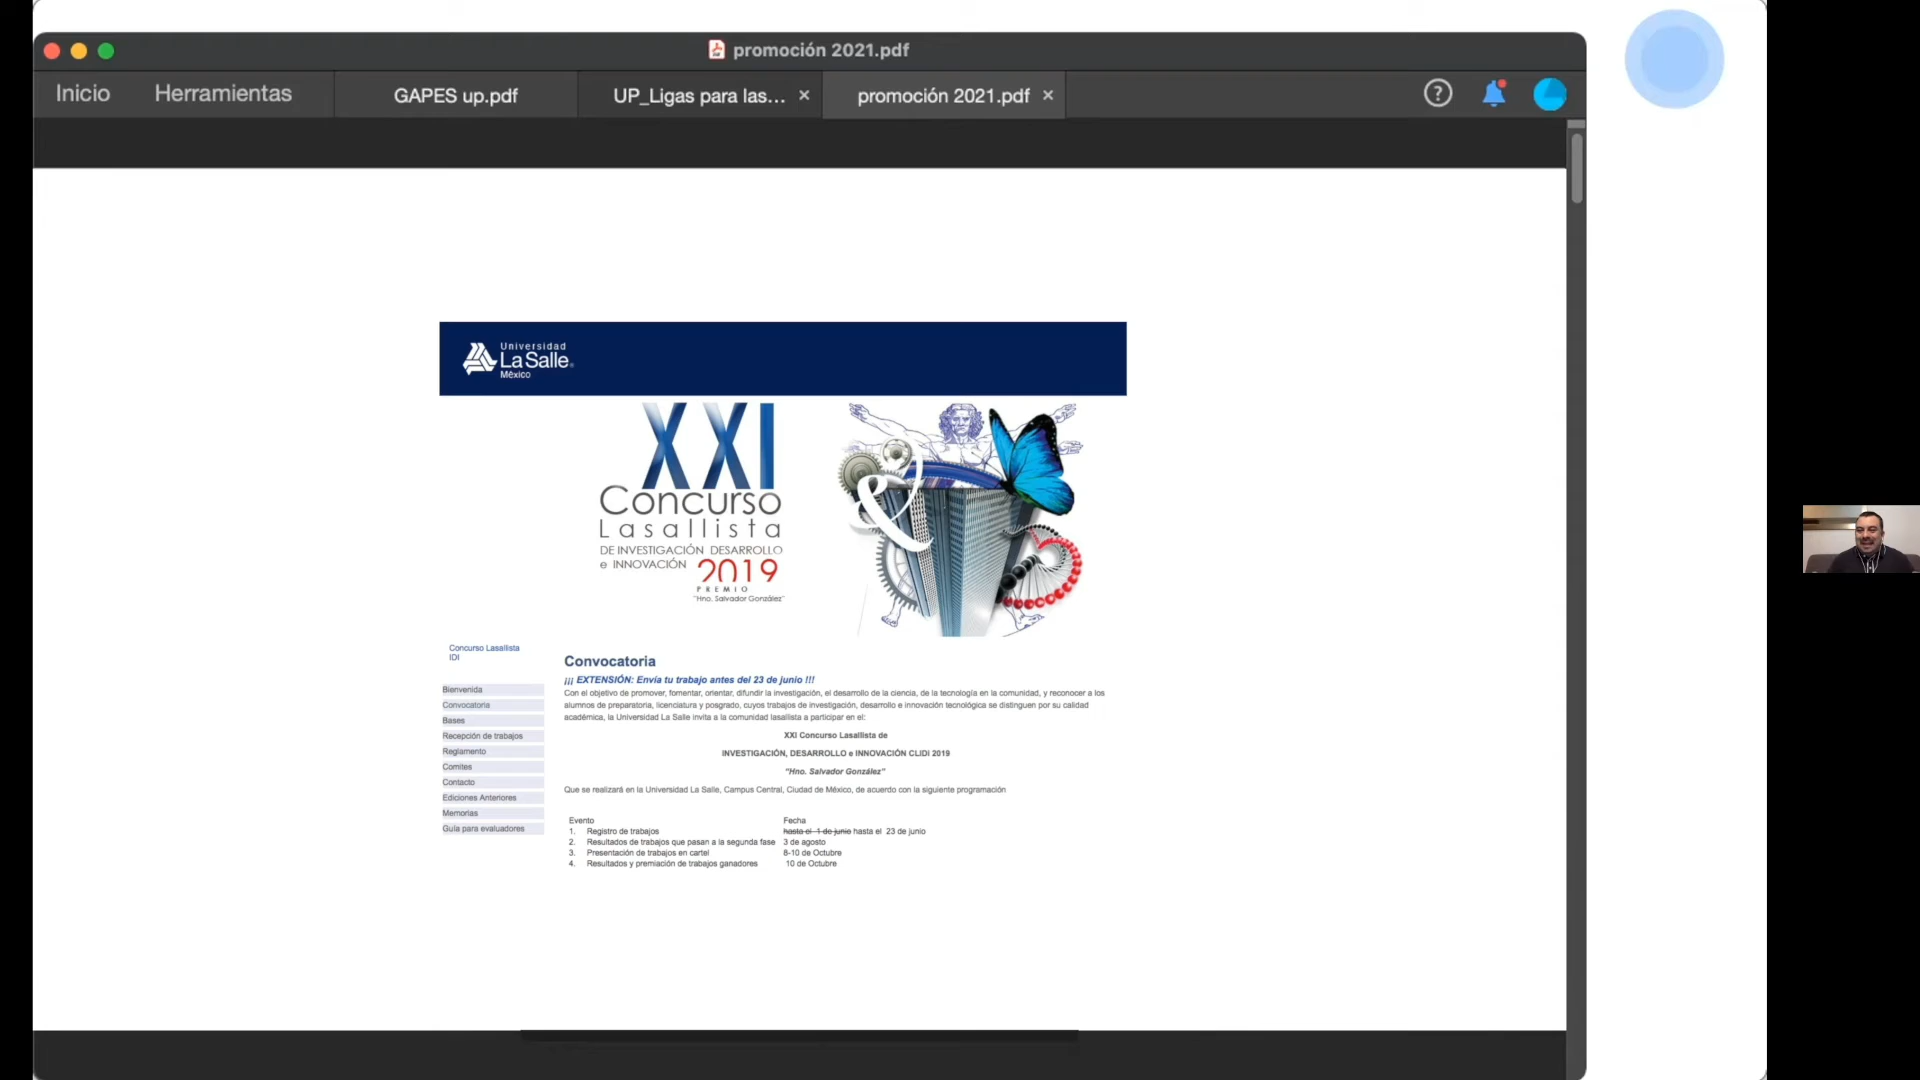 promoción 2021.pdf
Inicio
Herramientas
GAPES up.pdf
UP_Ligas para las...
promoción 2021.pdf
Universidad
La Salle
México
XXI
Concurso
Lasallista
DE INVESTIGACIÓN DESARROLLO
e INNOVACIÓN 2019
PREMIO
"Hno. Salvador González"
Concurso Lasallista
IDI
Bienvenida
Convocatoria
Bases
Recepción de trabajos
Reglamento
Comites
Contacto
Ediciones Anteriores
Memorias
Guía para evaluadores
Convocatoria
¡¡¡ EXTENSIÓN: Envía tu trabajo antes del 23 de junio !!!
Con el objetivo de promover, fomentar, orientar, difundir la investigación, el desarrollo de la ciencia, de la tecnología en la comunidad, y reconocer a los
alumnos de preparatoria, licenciatura y posgrado, cuyos trabajos de investigación, desarrollo e innovación tecnológica se distinguen por su calidad
académica, la Universidad La Salle invita a la comunidad lasallista a participar en el:
XXI Concurso Lasallista de
INVESTIGACIÓN, DESARROLLO e INNOVACIÓN CLIDi 2019
"Hno. Salvador González"
Que se realizará en la Universidad La Salle, Campus Central, Ciudad de México, de acuerdo con la siguiente programación
Evento Fecha
1. Registro de trabajos hasta el 1 de junio hasta el 23 de junio
2. Resultados de trabajos que pasan a la segunda fase 3 de agosto
3. Presentación de trabajos en cartel 8-10 de Octubre
4. Resultados y premiación de trabajos ganadores 10 de Octubre